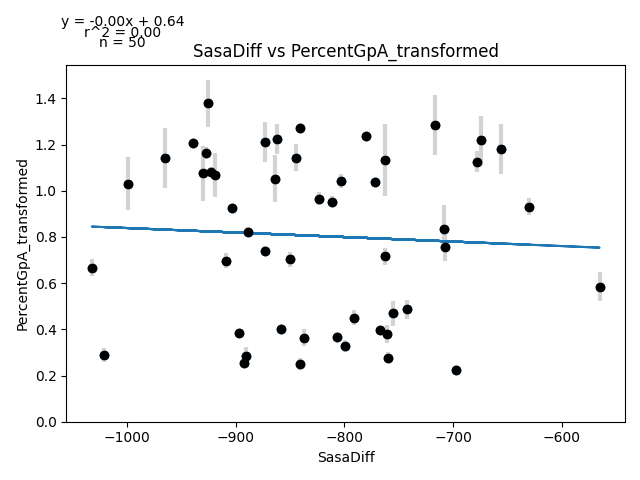 y = -0.00x + 0.64
r^2 = 0.00
n = 50
SasaDiff vs PercentGpA_transformed
PercentGpA_transformed
1.4
1.2
1.0
0.8
0.6
0.4
0.2
0.0
−1000 −900 −800 −700 −600
SasaDiff